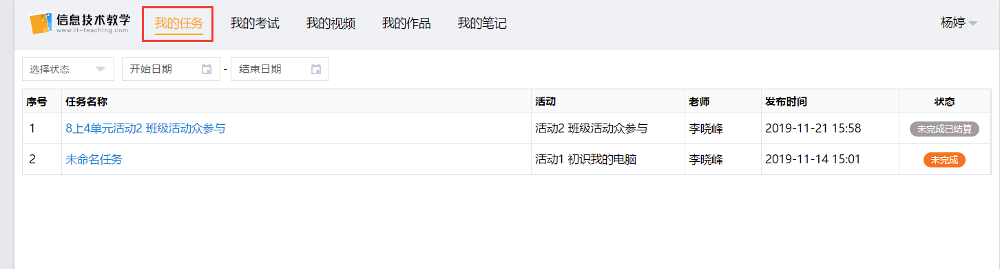 信息技术教学 我的任务 我的考试 我的视频 我的作品 我的笔记 杨婷
www.it-teaching.com
选择状态 开始日期 - 结束日期
序号 任务名称 活动 老师 发布时间 状态
1 8上4单元活动2 班级活动众参与 活动2 班级活动众参与 李晓峰 2019-11-21 15:58 未完成已结算
2 未命名任务 活动1 初识我的电脑 李晓峰 2019-11-14 15:01 未完成